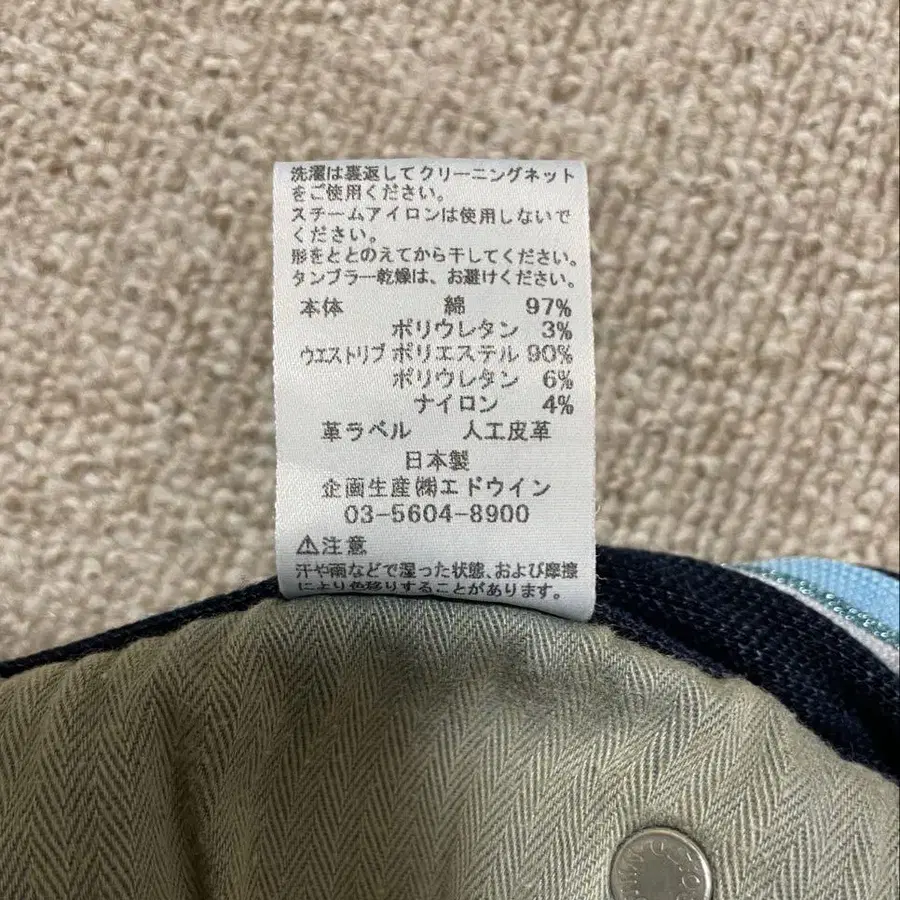 洗濯は裏返してクリーニングネット
をご使用ください。
スチームアイロンは使用しないで
ください。
形をととのえてから干してください。
タンブラー乾燥は、お避けください。
本体 綿 97%
ポリウレタン 3%
ウエストリブ ポリエステル 90%
ポリウレタン 6%
ナイロン 4%
革ラベル 人工皮革
日本製
企画生産㈱エドウイン
03-5604-8900
⚠注意
汗や雨などで湿った状態、および摩擦
により色移りすることがあります。